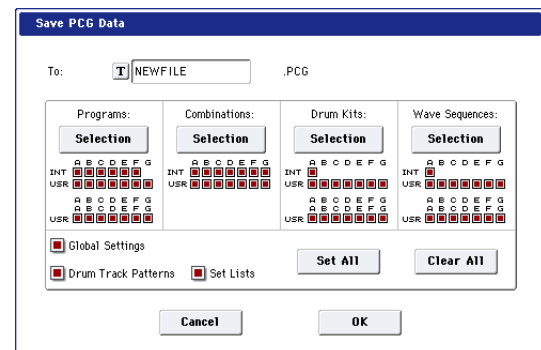 Save PCG Data
To: T NEWFILE .PCG
Programs: Combinations: Drum Kits: Wave Sequences:
Selection Selection Selection Selection
A B C D E F G A B C D E F G A B C D E F G A B C D E F G
INT INT INT INT
USR USR USR USR
A B C D E F G A B C D E F G A B C D E F G
A B C D E F G A B C D E F G A B C D E F G
USR USR USR
Global Settings
Drum Track Patterns Set Lists Set All Clear All
Cancel OK